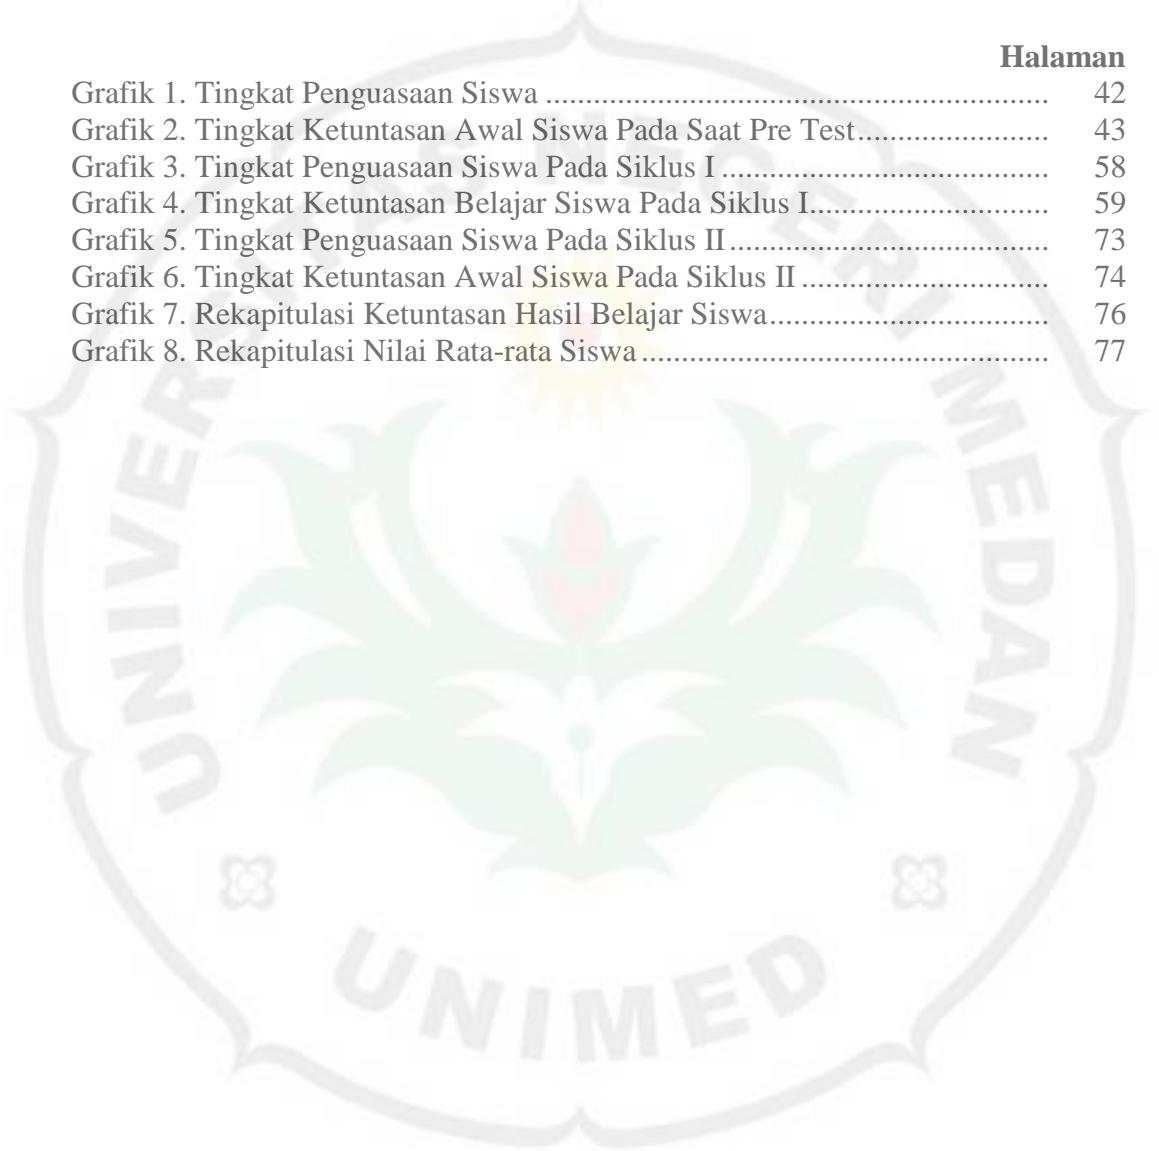 Halaman
Grafik 1. Tingkat Penguasaan Siswa ............................................................... 42
Grafik 2. Tingkat Ketuntasan Awal Siswa Pada Saat Pre Test........................ 43
Grafik 3. Tingkat Penguasaan Siswa Pada Siklus I ......................................... 58
Grafik 4. Tingkat Ketuntasan Belajar Siswa Pada Siklus I.............................. 59
Grafik 5. Tingkat Penguasaan Siswa Pada Siklus II ........................................ 73
Grafik 6. Tingkat Ketuntasan Awal Siswa Pada Siklus II ............................... 74
Grafik 7. Rekapitulasi Ketuntasan Hasil Belajar Siswa................................... 76
Grafik 8. Rekapitulasi Nilai Rata-rata Siswa ................................................... 77
UNIVERSITAS NEGERI MEDAN
UNIMED